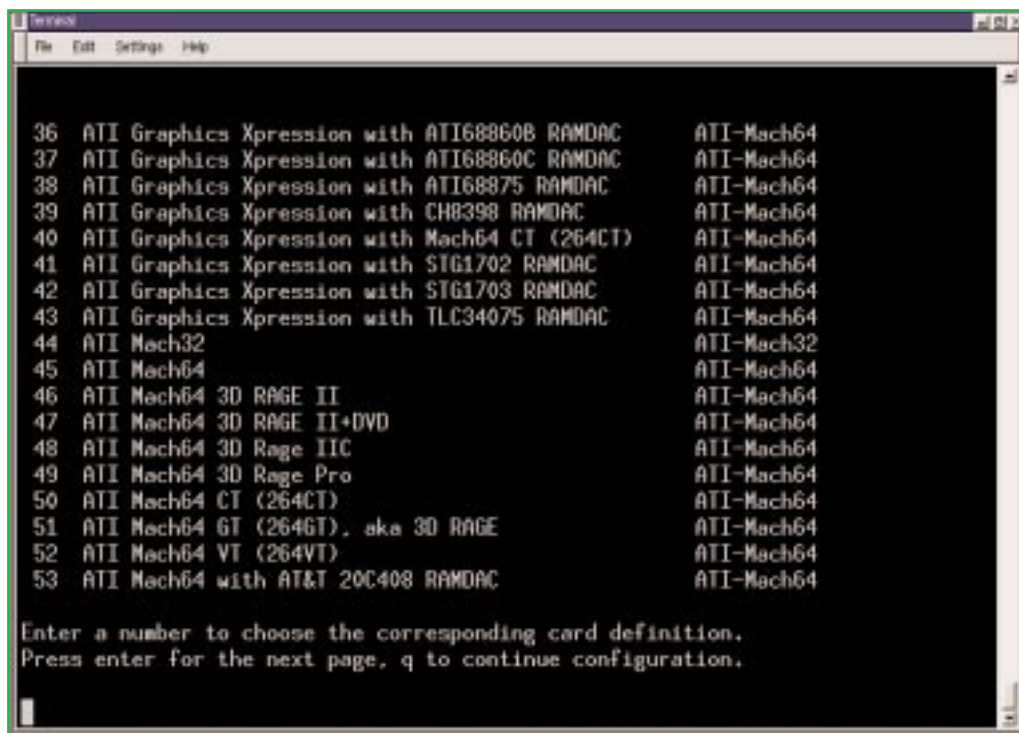 Terminal
File Edit Settings Help
36 ATI Graphics Xpression with ATI68860B RAMDAC ATI-Mach64
37 ATI Graphics Xpression with ATI68860C RAMDAC ATI-Mach64
38 ATI Graphics Xpression with ATI68875 RAMDAC ATI-Mach64
39 ATI Graphics Xpression with CH8398 RAMDAC ATI-Mach64
40 ATI Graphics Xpression with Mach64 CT (264CT) ATI-Mach64
41 ATI Graphics Xpression with STG1702 RAMDAC ATI-Mach64
42 ATI Graphics Xpression with STG1703 RAMDAC ATI-Mach64
43 ATI Graphics Xpression with TLC34075 RAMDAC ATI-Mach64
44 ATI Mach32 ATI-Mach32
45 ATI Mach64 ATI-Mach64
46 ATI Mach64 3D RAGE II ATI-Mach64
47 ATI Mach64 3D RAGE II+DVD ATI-Mach64
48 ATI Mach64 3D Rage IIC ATI-Mach64
49 ATI Mach64 3D Rage Pro ATI-Mach64
50 ATI Mach64 CT (264CT) ATI-Mach64
51 ATI Mach64 GT (264GT), aka 3D RAGE ATI-Mach64
52 ATI Mach64 VT (264VT) ATI-Mach64
53 ATI Mach64 with AT&T 20C408 RAMDAC ATI-Mach64
Enter a number to choose the corresponding card definition.
Press enter for the next page, q to continue configuration.